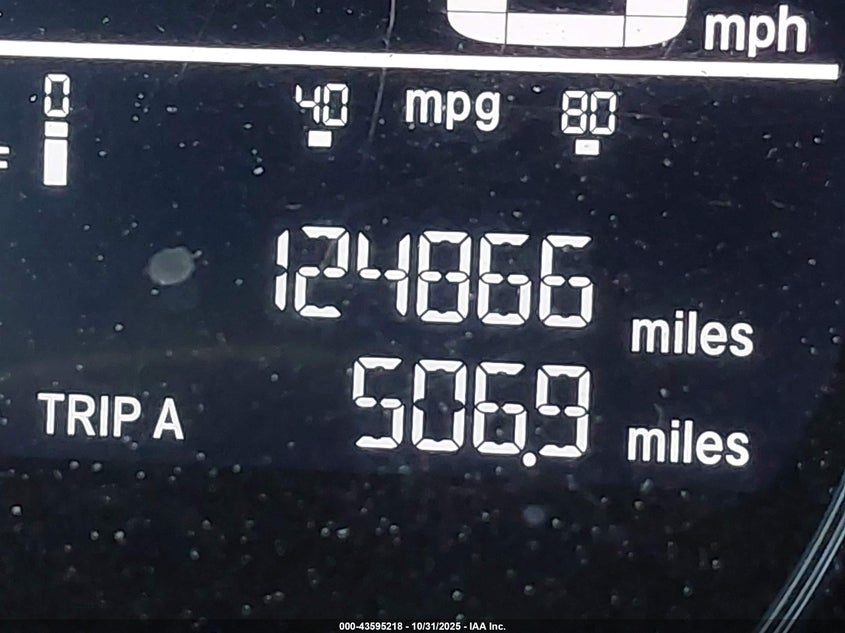 mph
0 40 mpg 80
124866 miles
TRIP A 506.9 miles
000-43595218 - 10/31/2025 - IAA Inc.